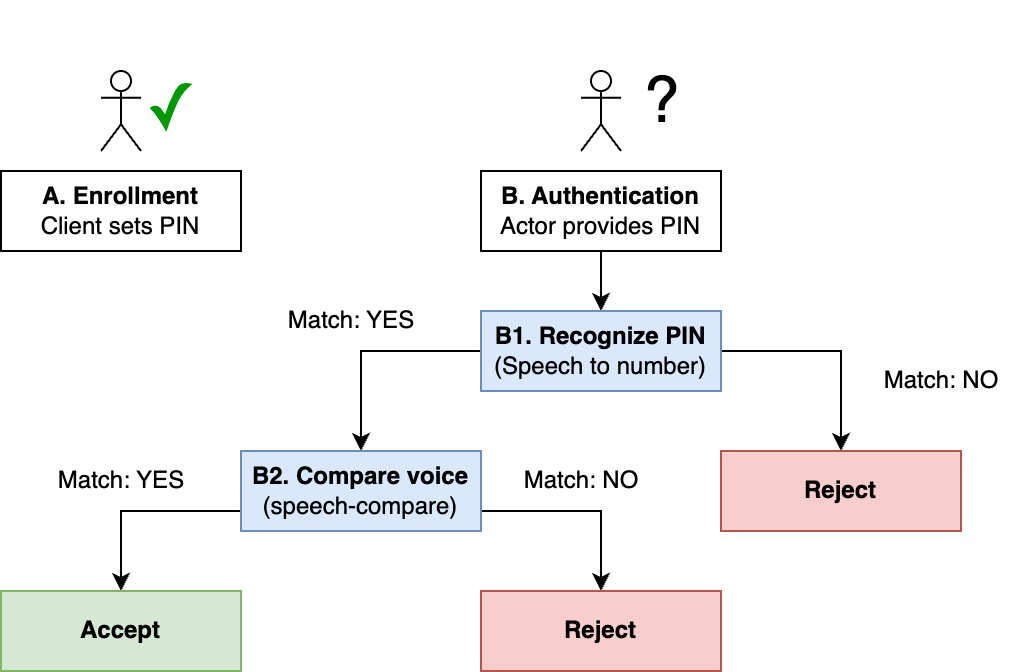 ?
A. Enrollment
Client sets PIN
B. Authentication
Actor provides PIN
Match: YES
B1. Recognize PIN
(Speech to number)
Match: NO
Match: YES
B2. Compare voice
(speech-compare)
Match: NO
Reject
Accept
Reject